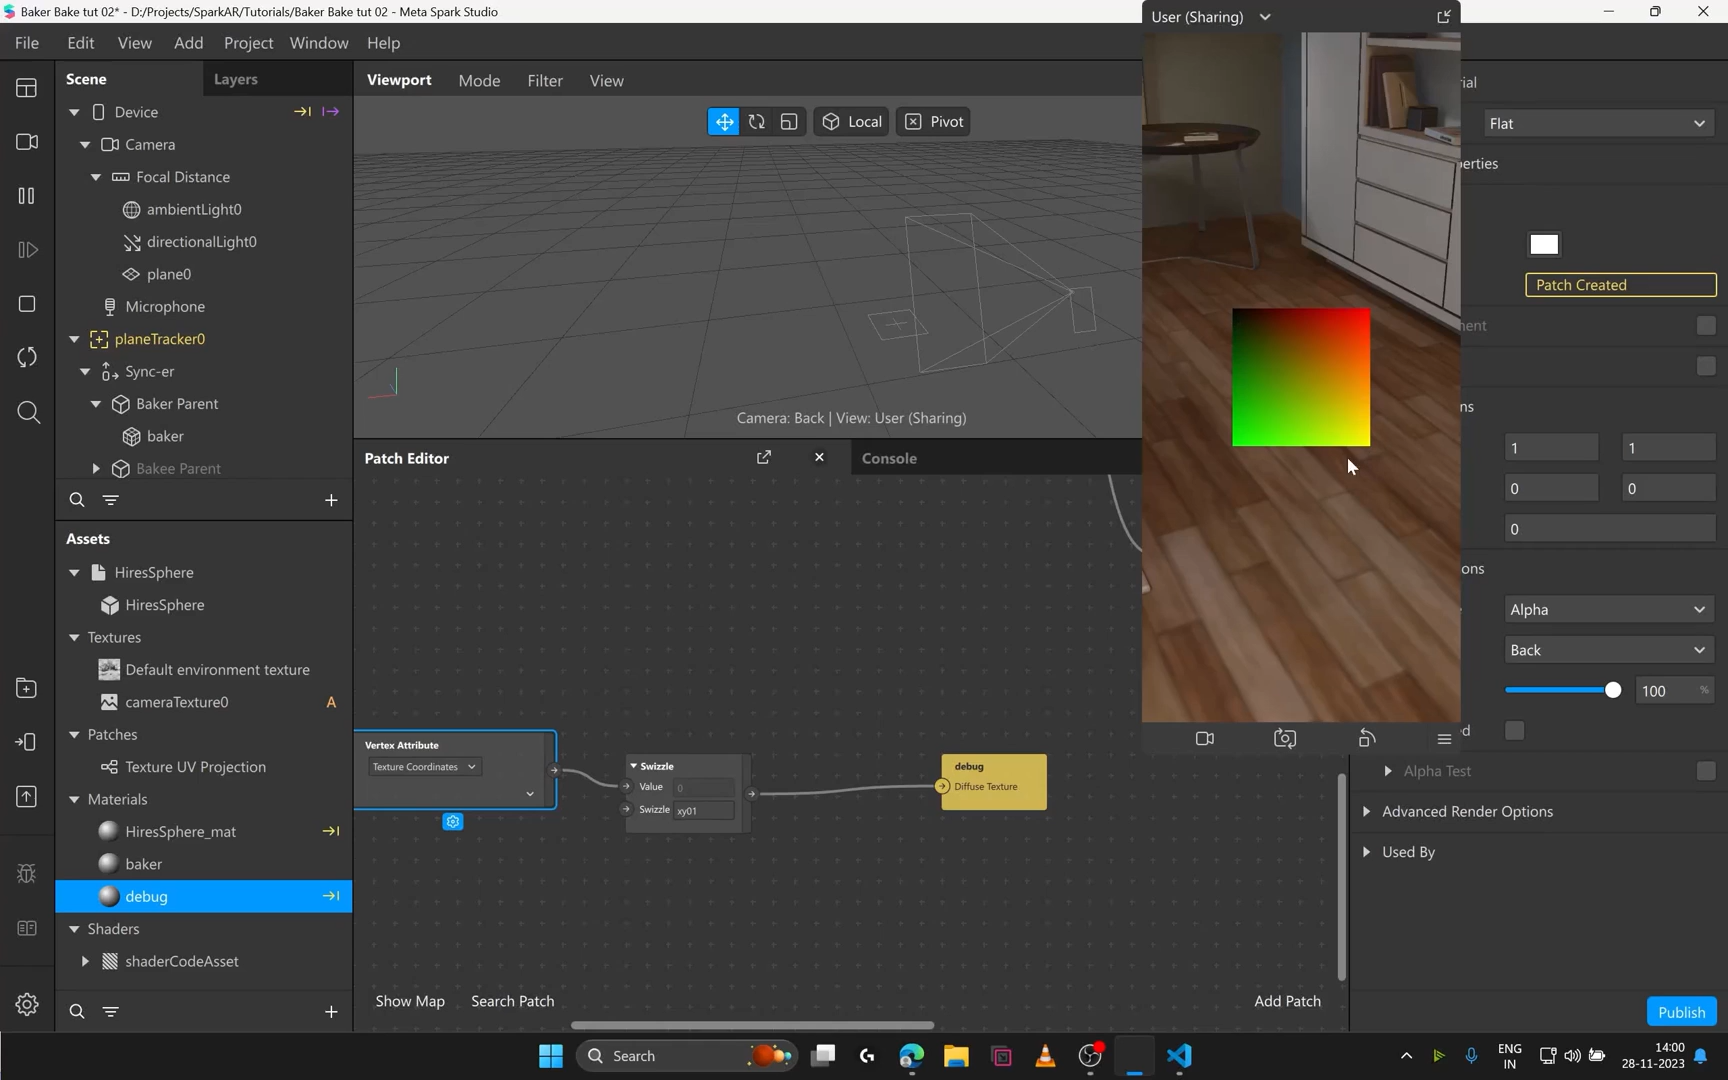 Baker Bake tut 02* - D:/Projects/SparkAR/Tutorials/Baker Bake tut 02 - Meta Spark Studio
File Edit View Add Project Window Help
User (Sharing)
Scene Layers
Device
Camera
Focal Distance
ambientLight0
directionalLight0
plane0
Microphone
planeTracker0
Sync-er
Baker Parent
baker
Bakee Parent
Assets
HiresSphere
HiresSphere
Textures
Default environment texture
cameraTexture0 A
Patches
Texture UV Projection
Materials
HiresSphere_mat
baker
debug
Shaders
shaderCodeAsset
Viewport Mode Filter View
Local Pivot
Camera: Back | View: User (Sharing)
Patch Editor Console
Vertex Attribute
Texture Coordinates
Swizzle
Value 0
Swizzle xy01
debug
Diffuse Texture
Show Map Search Patch Add Patch
ial
Flat
erties
Patch Created
ment
ns
1 1
0 0
0
ons
Alpha
Back
100 %
d
Alpha Test
Advanced Render Options
Used By
Publish
Search
ENG
IN
14:00
28-11-2023